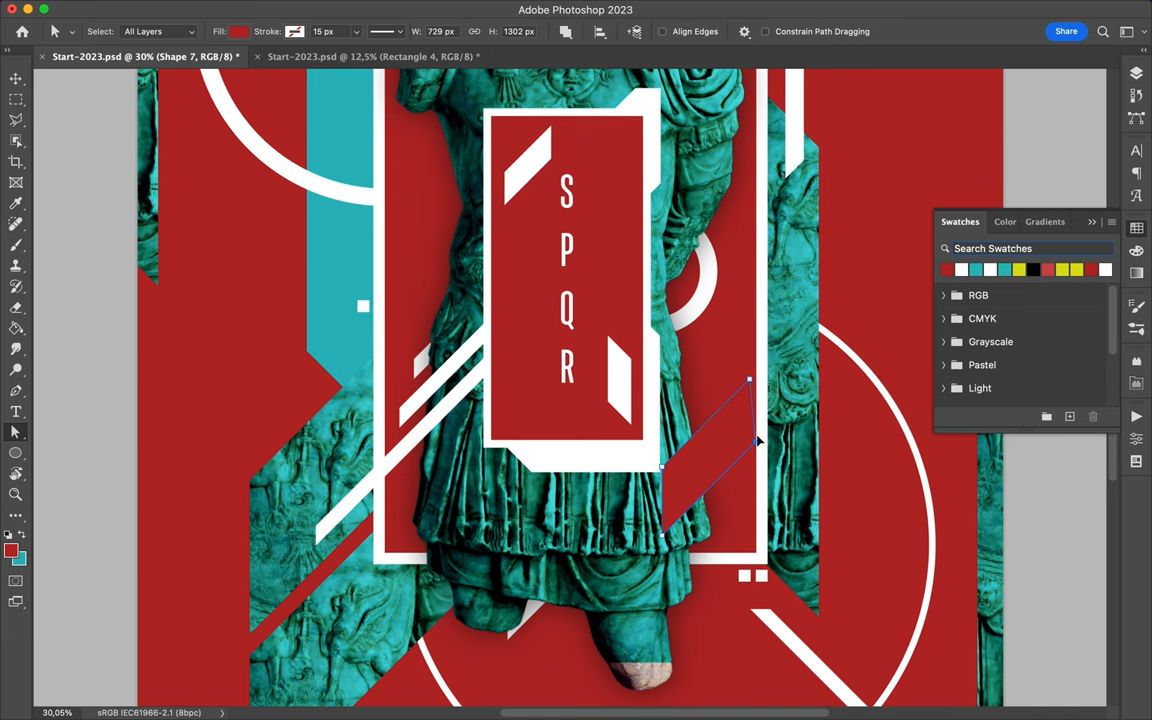 Adobe Photoshop 2023
Select: All Layers Fill: Stroke: 15 px W: 729 px H: 1302 px Align Edges Constrain Path Dragging Share
Start-2023.psd @ 30% (Shape 7, RGB/8) * Start-2023.psd @ 12,5% (Rectangle 4, RGB/8) *
S
P
Q
R
Swatches Color Gradients
Search Swatches
RGB
CMYK
Grayscale
Pastel
Light
30,05% sRGB IEC61966-2.1 (8bpc)